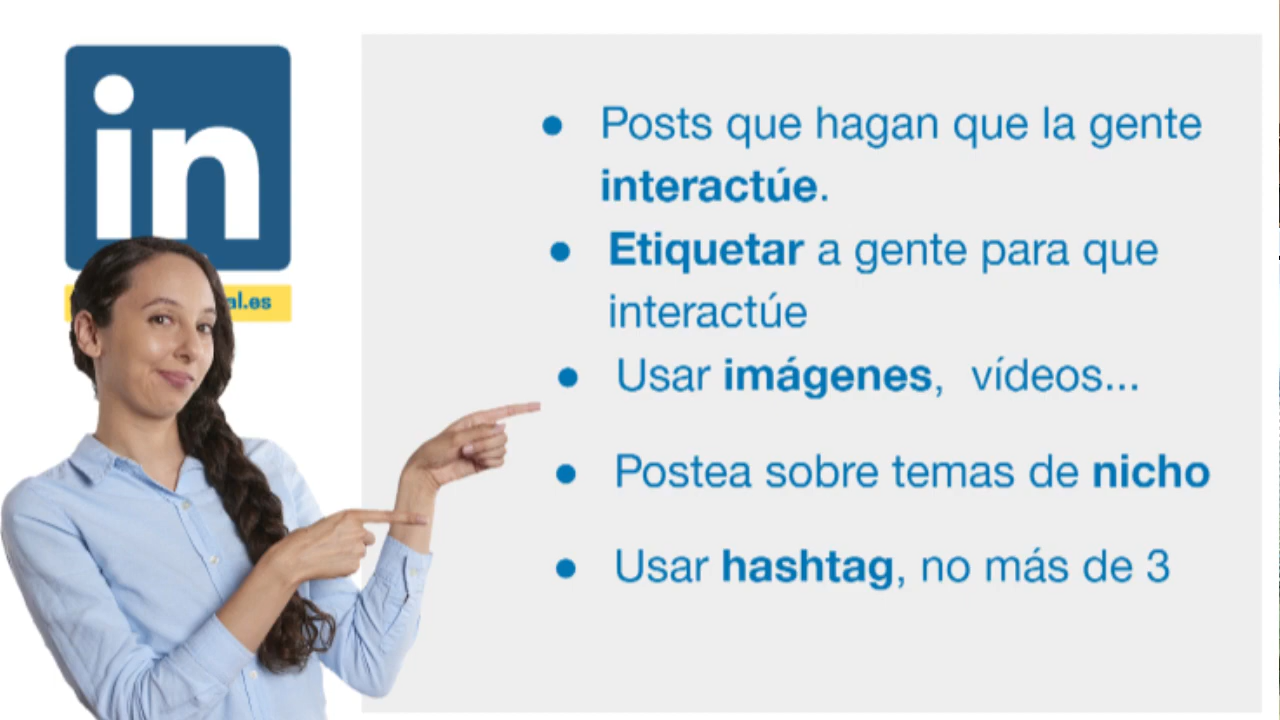 in
al.es
● Posts que hagan que la gente
interactúe.
● Etiquetar a gente para que
interactúe
● Usar imágenes, vídeos...
● Postea sobre temas de nicho
● Usar hashtag, no más de 3